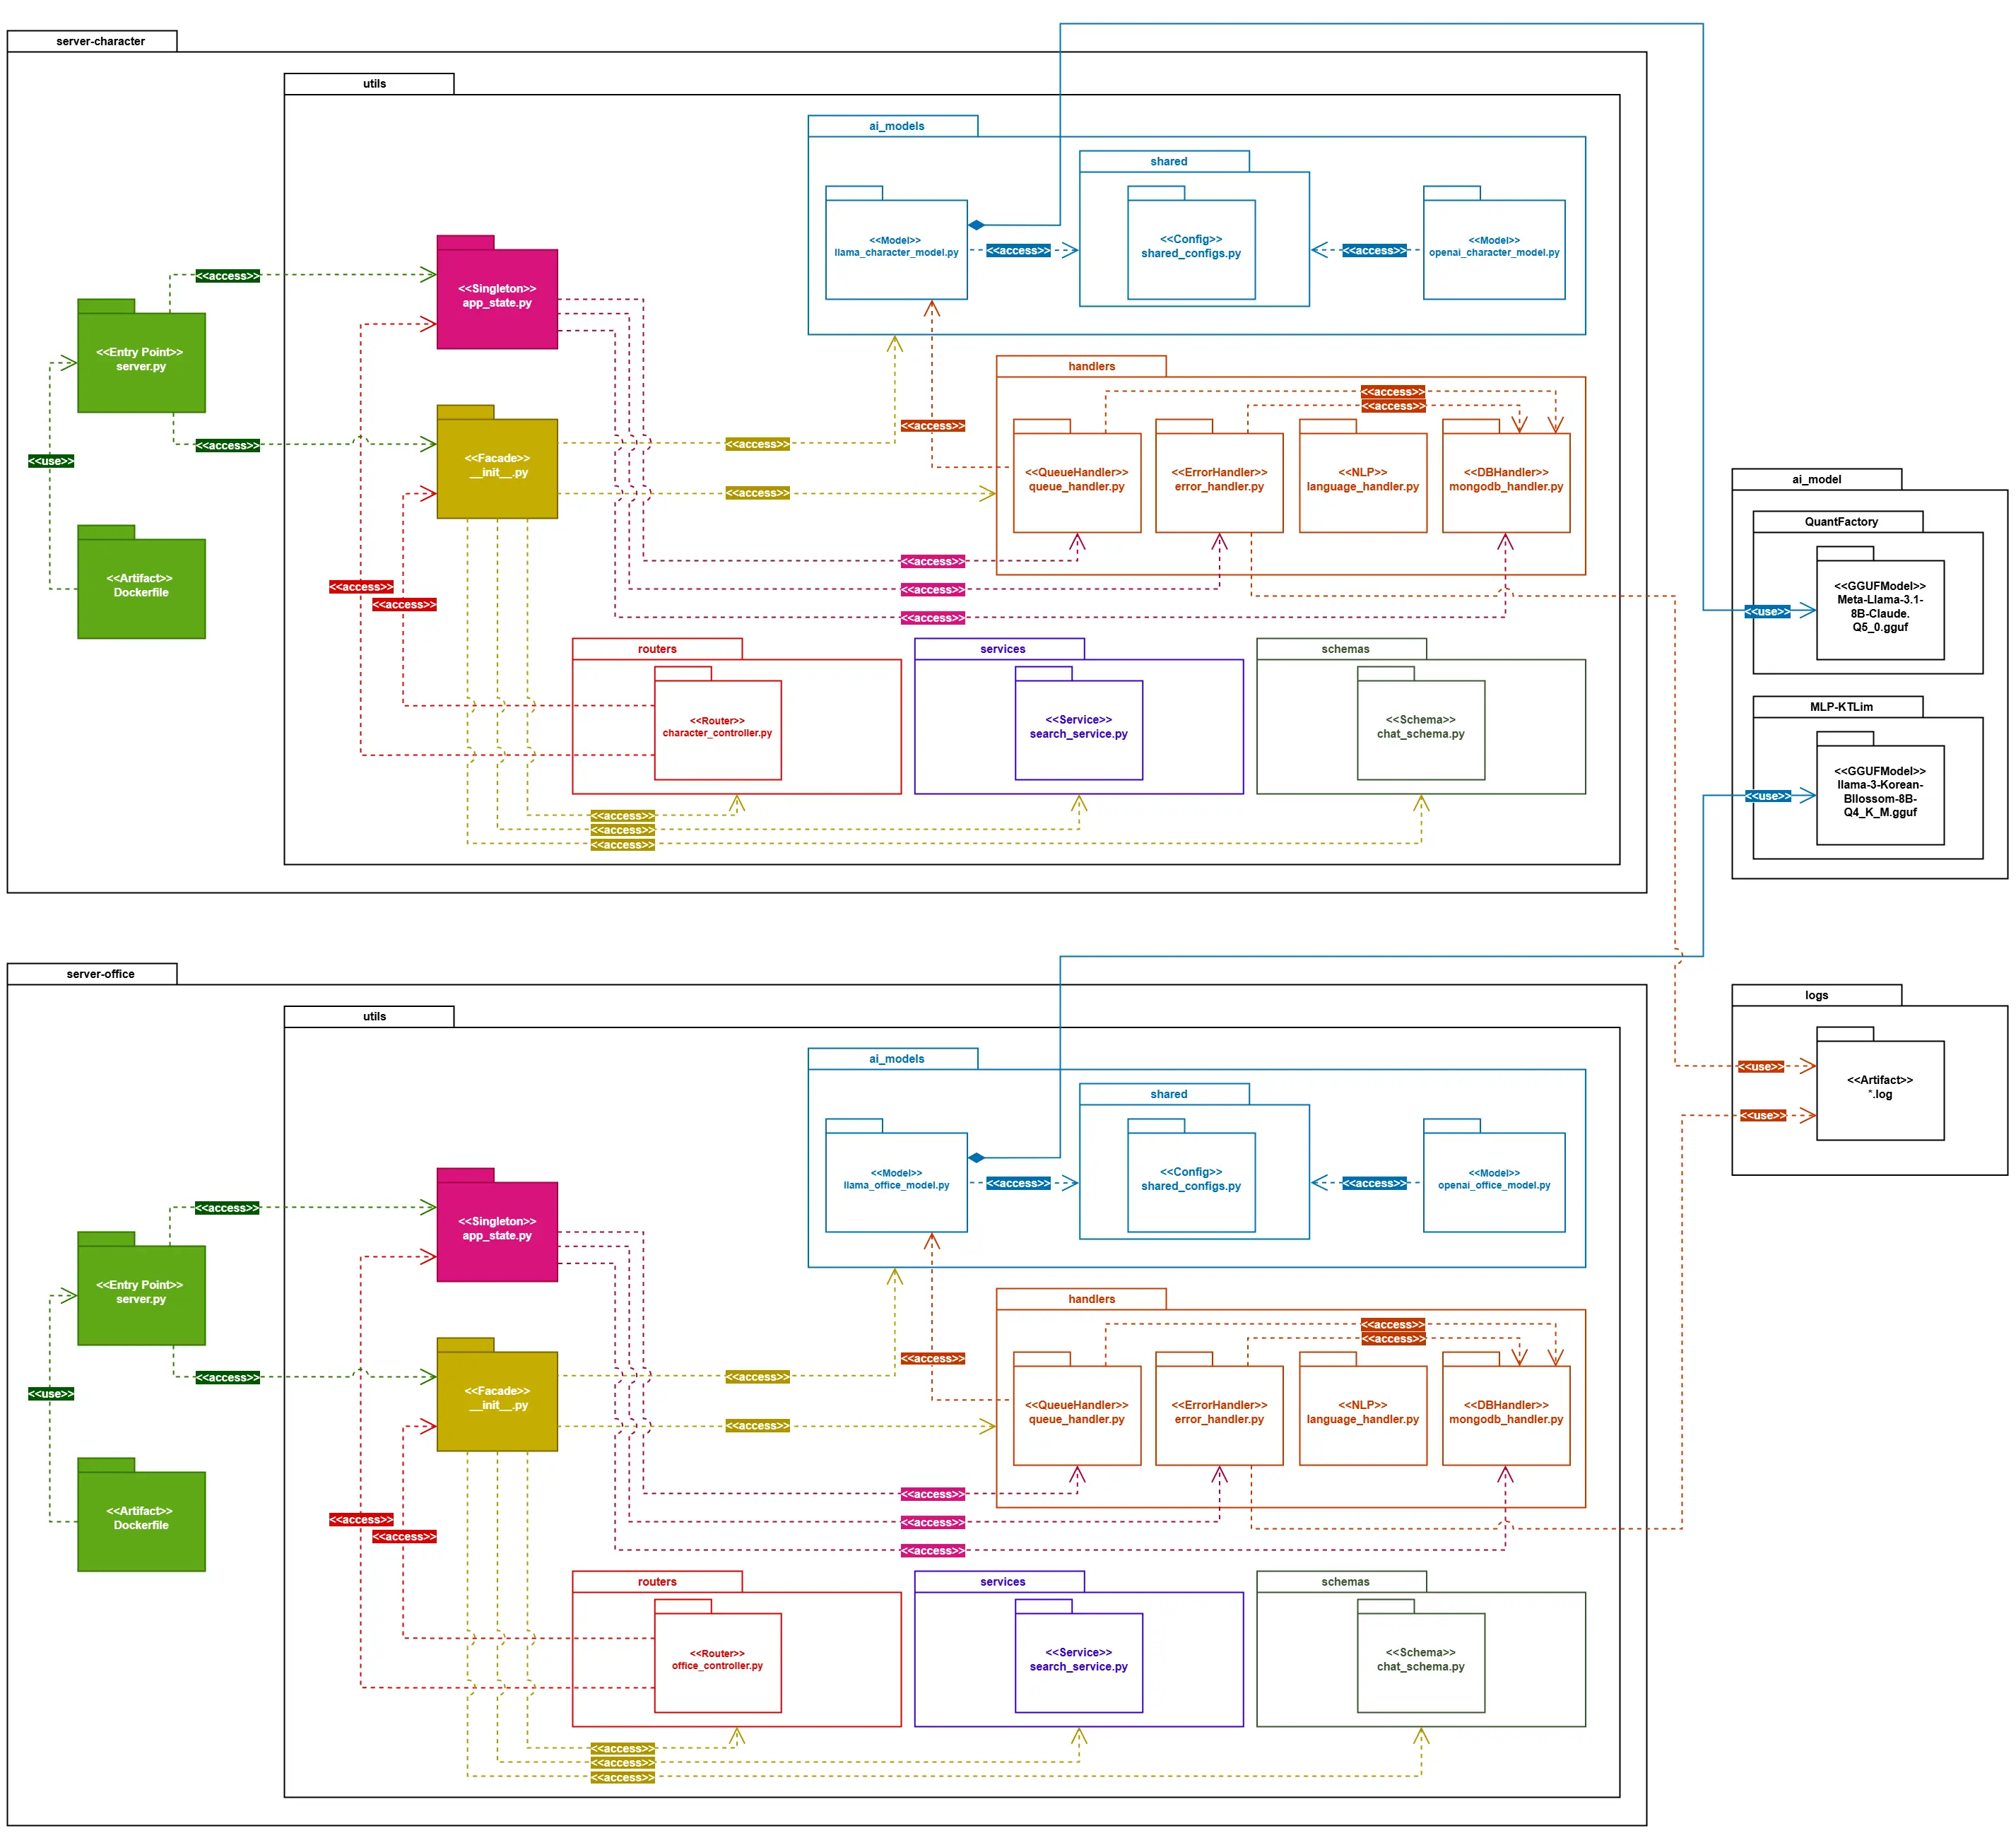 server-character
utils
ai_models
shared
<<Model>>
llama_character_model.py
<<access>>
<<Config>>
shared_configs.py
<<access>>
<<Model>>
openai_character_model.py
<<access>>
<<Singleton>>
app_state.py
<<Entry Point>>
server.py
<<access>>
<<use>>
<<Artifact>>
Dockerfile
<<Facade>>
__init__.py
<<access>>
<<access>>
<<access>>
handlers
<<access>>
<<access>>
<<QueueHandler>>
queue_handler.py
<<ErrorHandler>>
error_handler.py
<<NLP>>
language_handler.py
<<DBHandler>>
mongodb_handler.py
<<access>>
<<access>>
<<access>>
<<access>>
<<access>>
routers
<<Router>>
character_controller.py
services
<<Service>>
search_service.py
schemas
<<Schema>>
chat_schema.py
<<access>>
<<access>>
<<access>>
ai_model
QuantFactory
<<use>>
<<GGUFModel>>
Meta-Llama-3.1-
8B-Claude.
Q5_0.gguf
MLP-KTLim
<<use>>
<<GGUFModel>>
llama-3-Korean-
Bllossom-8B-
Q4_K_M.gguf
server-office
utils
ai_models
shared
<<Model>>
llama_office_model.py
<<access>>
<<Config>>
shared_configs.py
<<access>>
<<Model>>
openai_office_model.py
logs
<<use>>
<<use>>
<<Artifact>>
*.log
<<access>>
<<Singleton>>
app_state.py
<<Entry Point>>
server.py
<<access>>
<<use>>
<<Artifact>>
Dockerfile
<<Facade>>
__init__.py
<<access>>
<<access>>
<<access>>
handlers
<<access>>
<<access>>
<<QueueHandler>>
queue_handler.py
<<ErrorHandler>>
error_handler.py
<<NLP>>
language_handler.py
<<DBHandler>>
mongodb_handler.py
<<access>>
<<access>>
<<access>>
<<access>>
<<access>>
routers
<<Router>>
office_controller.py
services
<<Service>>
search_service.py
schemas
<<Schema>>
chat_schema.py
<<access>>
<<access>>
<<access>>